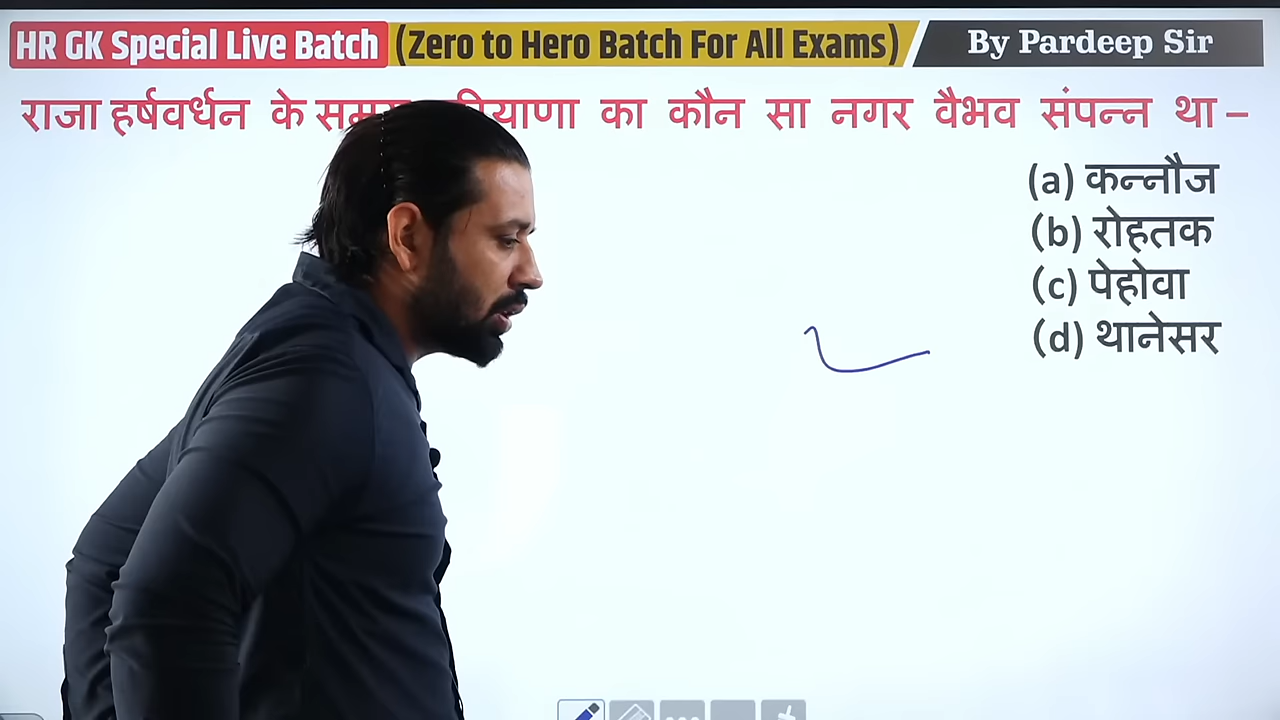 HR GK Special Live Batch (Zero to Hero Batch For All Exams) By Pardeep Sir
राजा हर्षवर्धन के का कौन सा नगर वैभव संपन्न था –
(a) कन्नौज
(b) रोहतक
(c) पेहोवा
(d) थानेसर